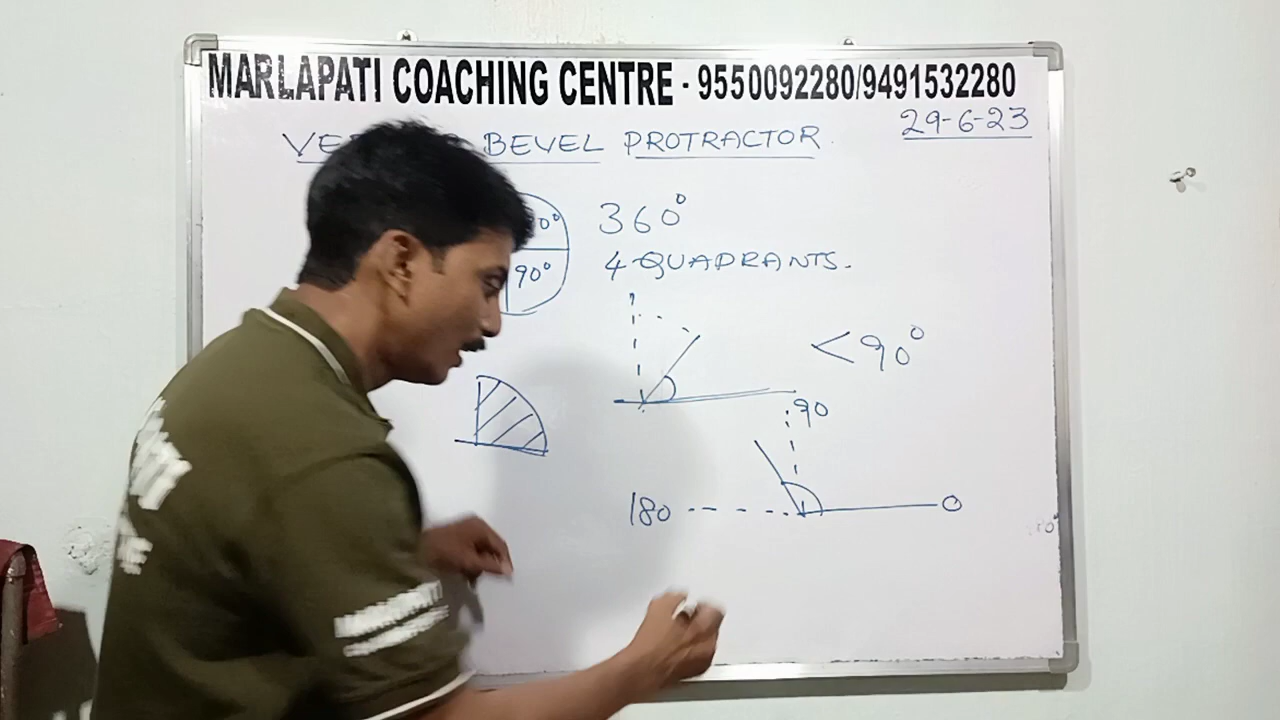 MARLAPATI COACHING CENTRE - 9550092280/9491532280
29-6-23
BEVEL PROTRACTOR
360°
90°
4 QUADRANTS.
<90°
90
180
0